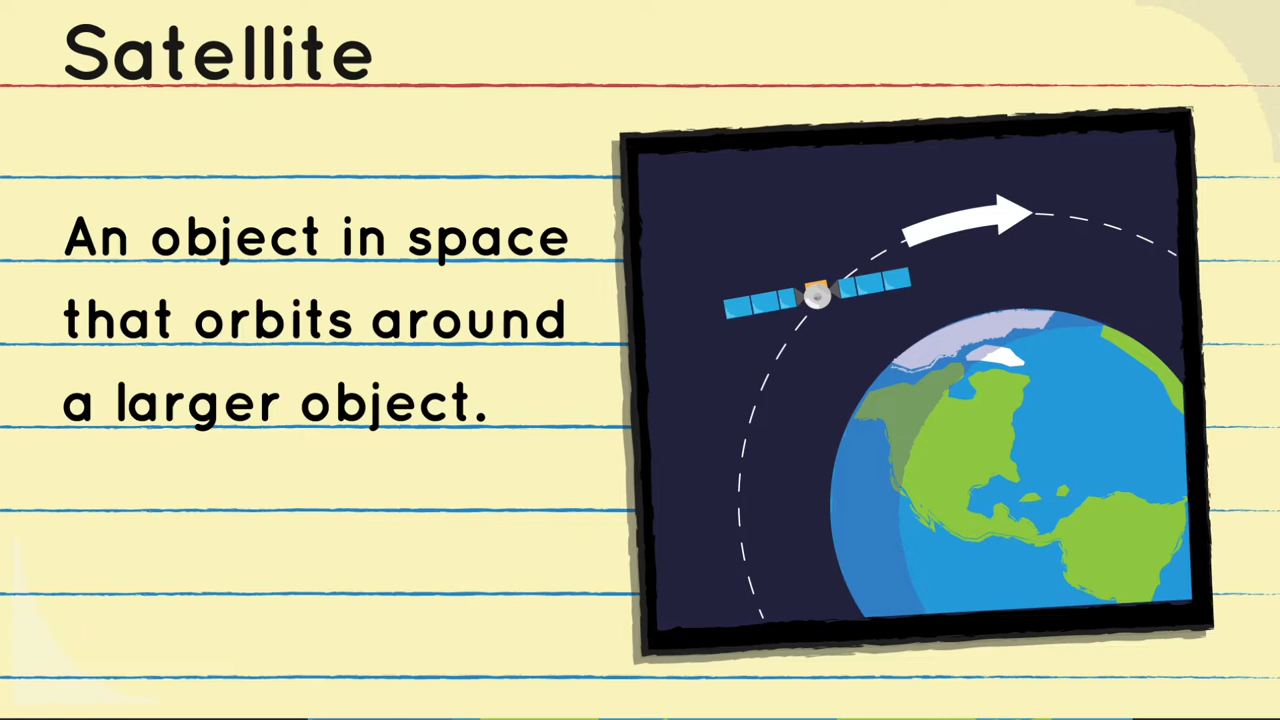 Satellite
An object in space
that orbits around
a larger object.